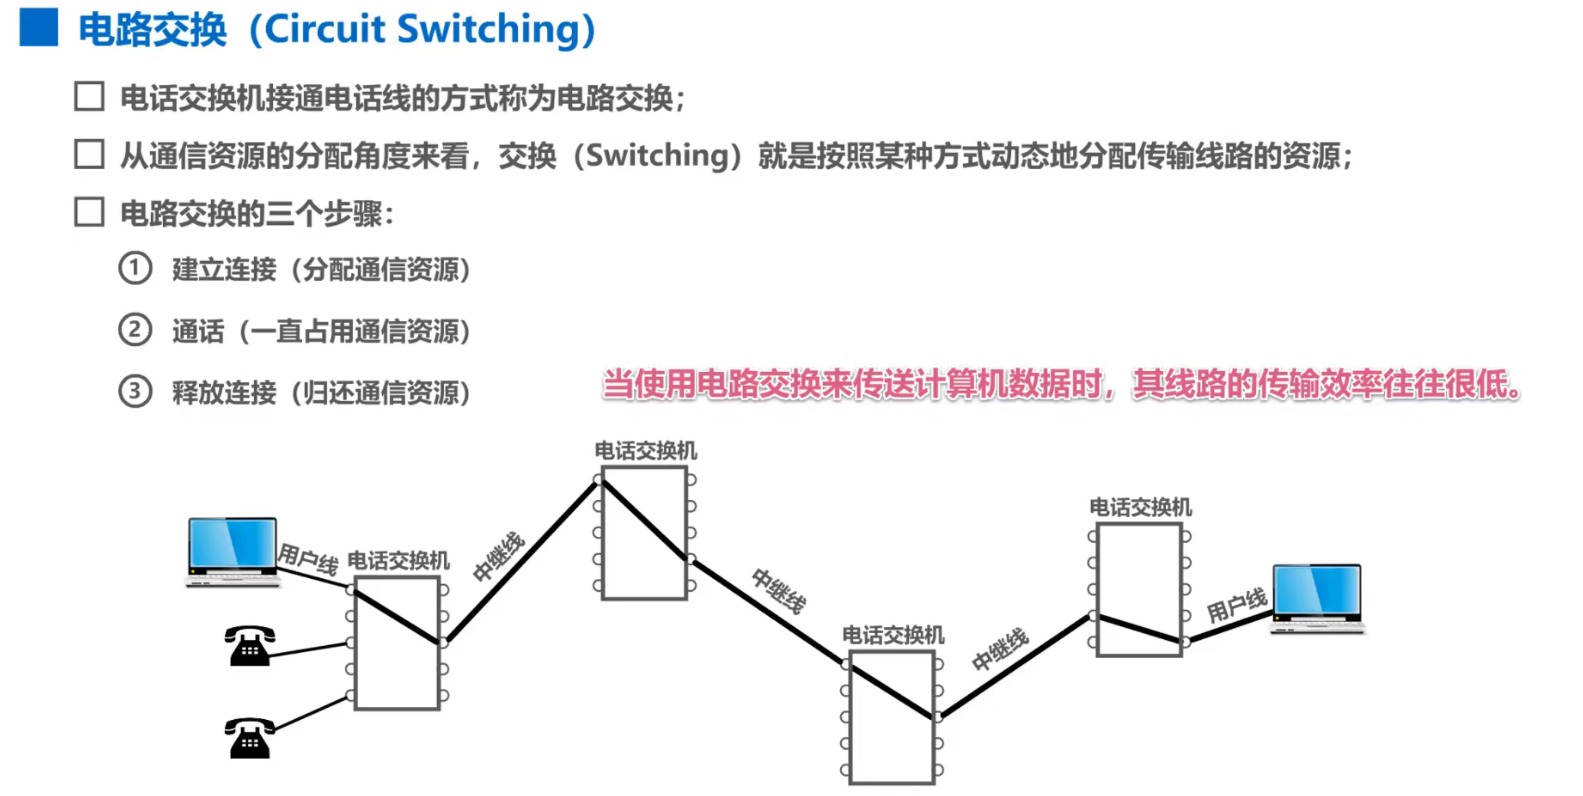 电路交换（Circuit Switching）
电话交换机接通电话线的方式称为电路交换；
从通信资源的分配角度来看，交换（Switching）就是按照某种方式动态地分配传输线路的资源；
电路交换的三个步骤：
① 建立连接（分配通信资源）
② 通话（一直占用通信资源）
③ 释放连接（归还通信资源）
当使用电路交换来传送计算机数据时，其线路的传输效率往往很低。
电话交换机
电话交换机
用户线
电话交换机
中继线
中继线
用户线
电话交换机
中继线